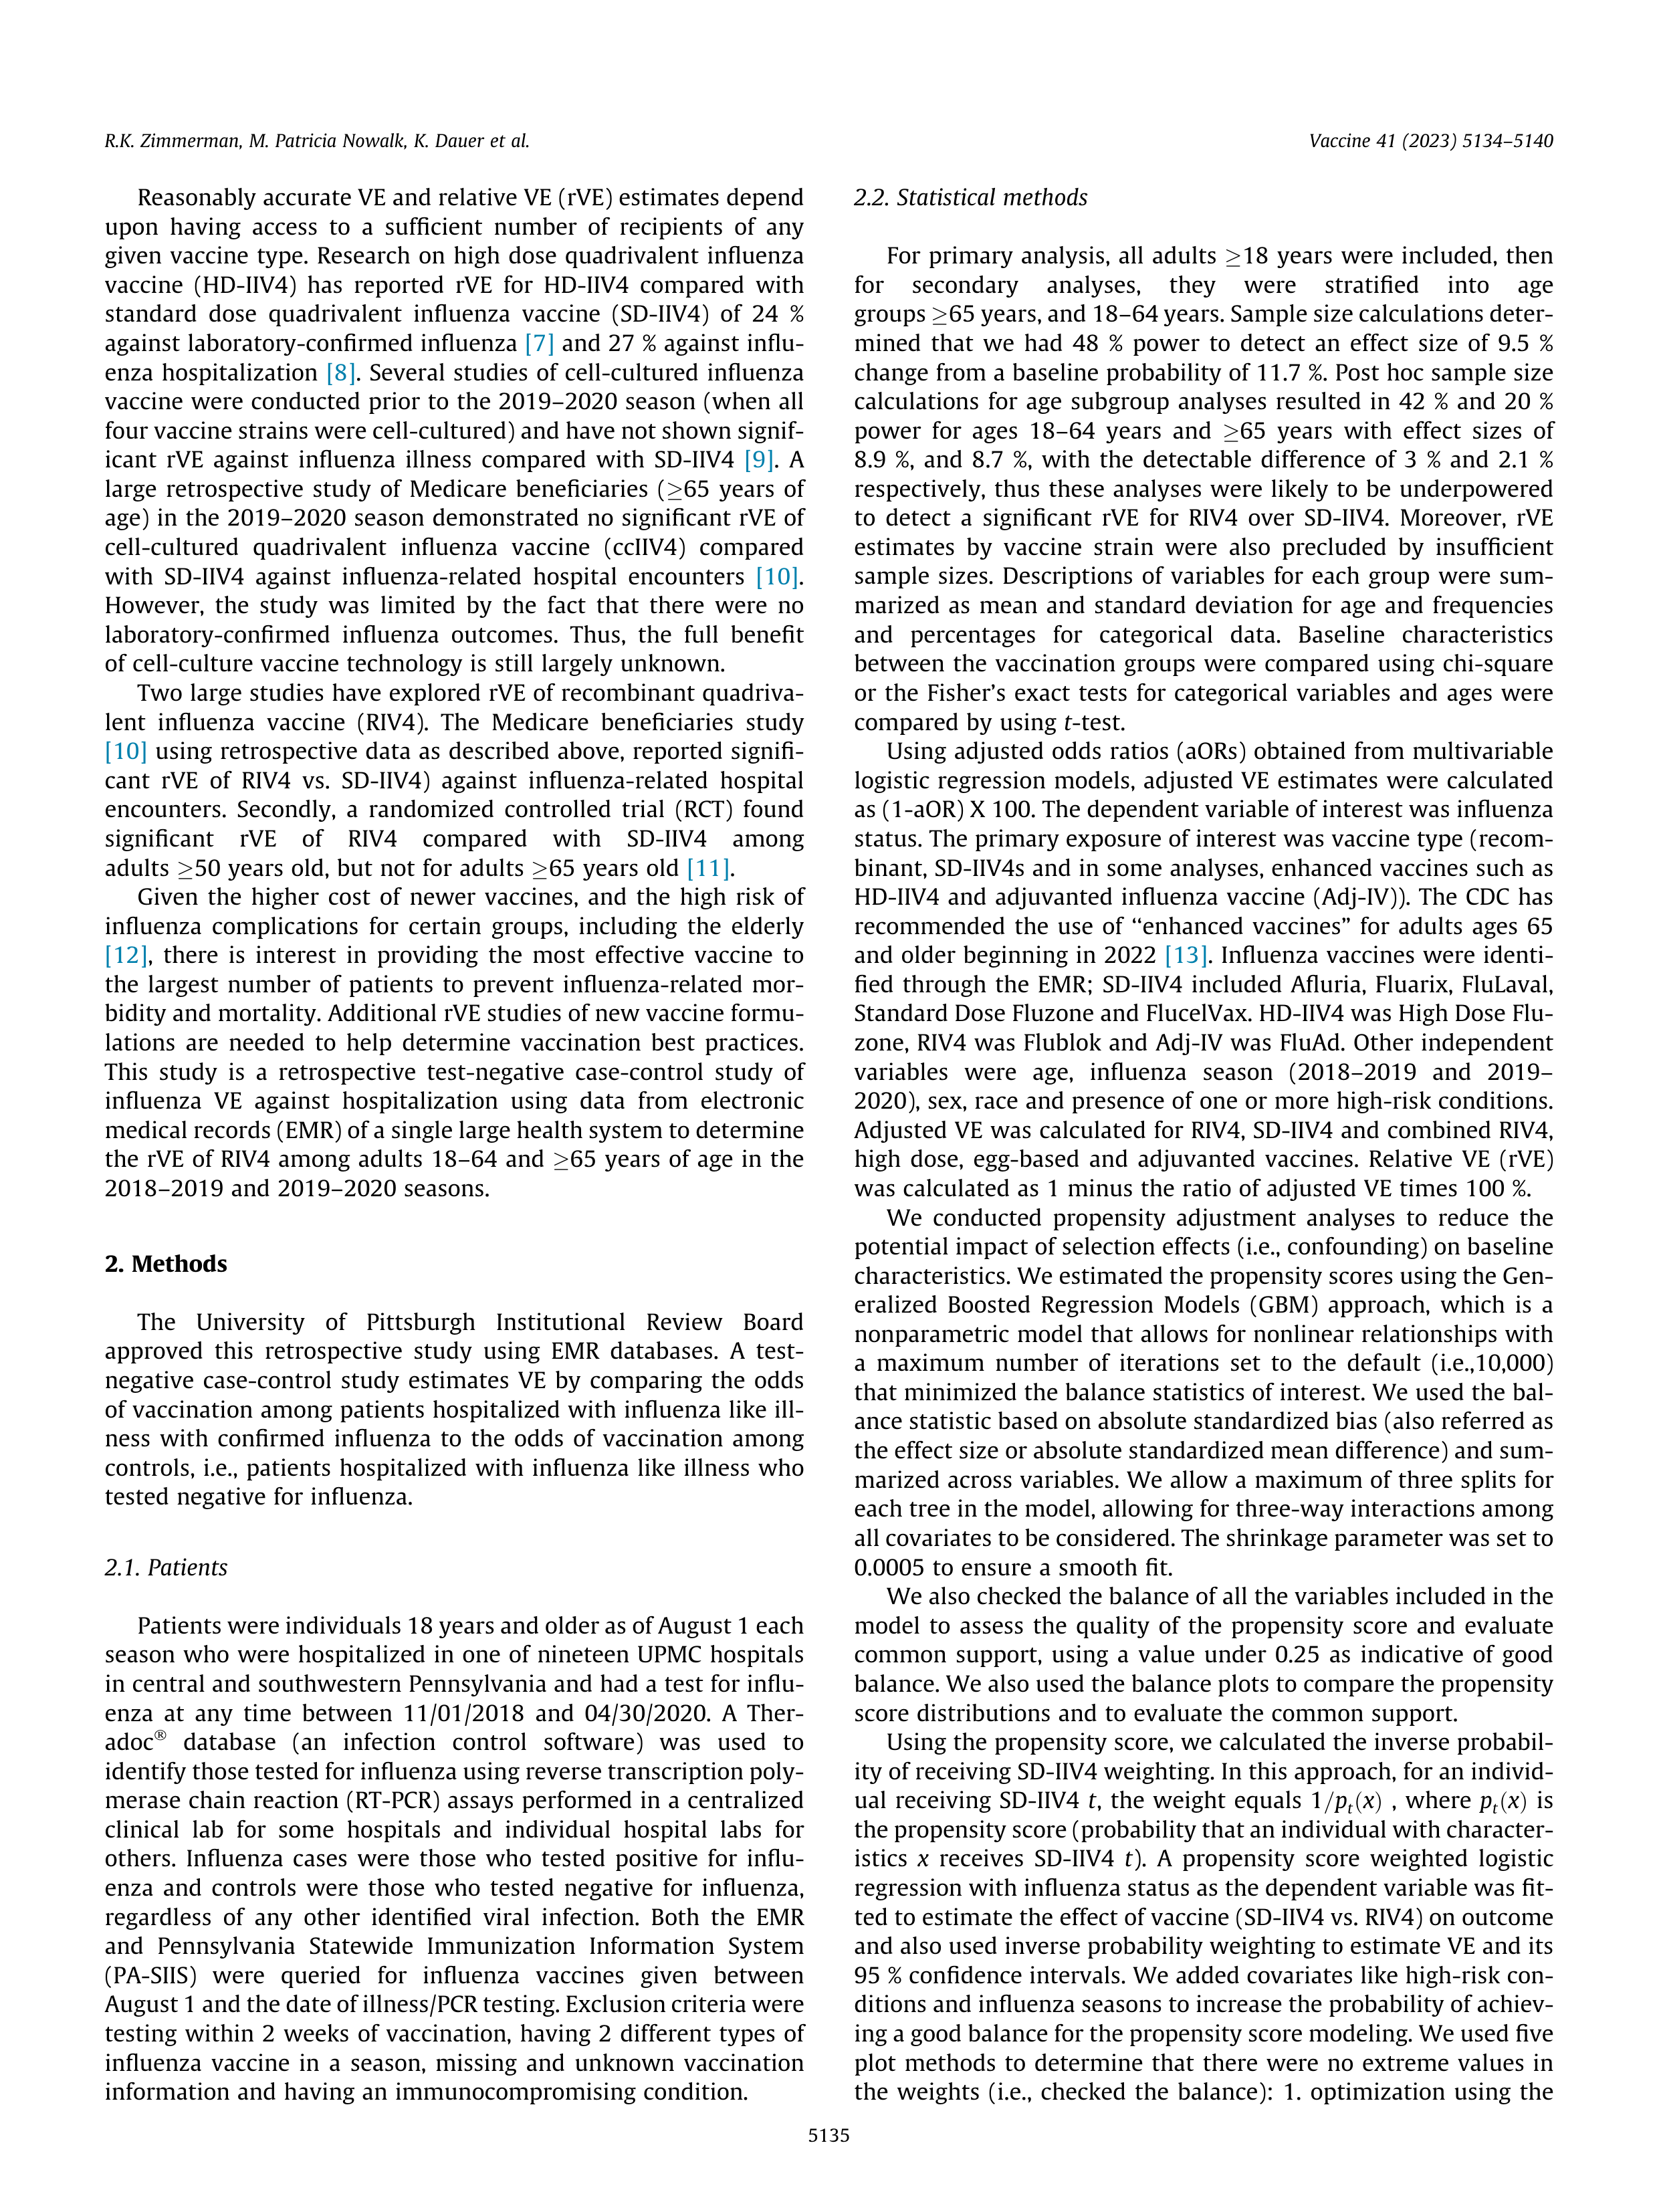 R.K. Zimmerman, M. Patricia Nowalk, K. Dauer et al.
Vaccine 41 (2023) 5134–5140
Reasonably accurate VE and relative VE (rVE) estimates depend
upon having access to a sufficient number of recipients of any
given vaccine type. Research on high dose quadrivalent influenza
vaccine (HD-IIV4) has reported rVE for HD-IIV4 compared with
standard dose quadrivalent influenza vaccine (SD-IIV4) of 24 %
against laboratory-confirmed influenza [7] and 27 % against influ-
enza hospitalization [8]. Several studies of cell-cultured influenza
vaccine were conducted prior to the 2019–2020 season (when all
four vaccine strains were cell-cultured) and have not shown signif-
icant rVE against influenza illness compared with SD-IIV4 [9]. A
large retrospective study of Medicare beneficiaries (≥65 years of
age) in the 2019–2020 season demonstrated no significant rVE of
cell-cultured quadrivalent influenza vaccine (ccIIV4) compared
with SD-IIV4 against influenza-related hospital encounters [10].
However, the study was limited by the fact that there were no
laboratory-confirmed influenza outcomes. Thus, the full benefit
of cell-culture vaccine technology is still largely unknown.
Two large studies have explored rVE of recombinant quadriva-
lent influenza vaccine (RIV4). The Medicare beneficiaries study
[10] using retrospective data as described above, reported signifi-
cant rVE of RIV4 vs. SD-IIV4) against influenza-related hospital
encounters. Secondly, a randomized controlled trial (RCT) found
significant rVE of RIV4 compared with SD-IIV4 among
adults ≥50 years old, but not for adults ≥65 years old [11].
Given the higher cost of newer vaccines, and the high risk of
influenza complications for certain groups, including the elderly
[12], there is interest in providing the most effective vaccine to
the largest number of patients to prevent influenza-related mor-
bidity and mortality. Additional rVE studies of new vaccine formu-
lations are needed to help determine vaccination best practices.
This study is a retrospective test-negative case-control study of
influenza VE against hospitalization using data from electronic
medical records (EMR) of a single large health system to determine
the rVE of RIV4 among adults 18–64 and ≥65 years of age in the
2018–2019 and 2019–2020 seasons.
2. Methods
The University of Pittsburgh Institutional Review Board
approved this retrospective study using EMR databases. A test-
negative case-control study estimates VE by comparing the odds
of vaccination among patients hospitalized with influenza like ill-
ness with confirmed influenza to the odds of vaccination among
controls, i.e., patients hospitalized with influenza like illness who
tested negative for influenza.
2.1. Patients
Patients were individuals 18 years and older as of August 1 each
season who were hospitalized in one of nineteen UPMC hospitals
in central and southwestern Pennsylvania and had a test for influ-
enza at any time between 11/01/2018 and 04/30/2020. A Ther-
adoc® database (an infection control software) was used to
identify those tested for influenza using reverse transcription poly-
merase chain reaction (RT-PCR) assays performed in a centralized
clinical lab for some hospitals and individual hospital labs for
others. Influenza cases were those who tested positive for influ-
enza and controls were those who tested negative for influenza,
regardless of any other identified viral infection. Both the EMR
and Pennsylvania Statewide Immunization Information System
(PA-SIIS) were queried for influenza vaccines given between
August 1 and the date of illness/PCR testing. Exclusion criteria were
testing within 2 weeks of vaccination, having 2 different types of
influenza vaccine in a season, missing and unknown vaccination
information and having an immunocompromising condition.
2.2. Statistical methods
For primary analysis, all adults ≥18 years were included, then
for secondary analyses, they were stratified into age
groups ≥65 years, and 18–64 years. Sample size calculations deter-
mined that we had 48 % power to detect an effect size of 9.5 %
change from a baseline probability of 11.7 %. Post hoc sample size
calculations for age subgroup analyses resulted in 42 % and 20 %
power for ages 18–64 years and ≥65 years with effect sizes of
8.9 %, and 8.7 %, with the detectable difference of 3 % and 2.1 %
respectively, thus these analyses were likely to be underpowered
to detect a significant rVE for RIV4 over SD-IIV4. Moreover, rVE
estimates by vaccine strain were also precluded by insufficient
sample sizes. Descriptions of variables for each group were sum-
marized as mean and standard deviation for age and frequencies
and percentages for categorical data. Baseline characteristics
between the vaccination groups were compared using chi-square
or the Fisher's exact tests for categorical variables and ages were
compared by using t-test.
Using adjusted odds ratios (aORs) obtained from multivariable
logistic regression models, adjusted VE estimates were calculated
as (1-aOR) X 100. The dependent variable of interest was influenza
status. The primary exposure of interest was vaccine type (recom-
binant, SD-IIV4s and in some analyses, enhanced vaccines such as
HD-IIV4 and adjuvanted influenza vaccine (Adj-IV)). The CDC has
recommended the use of ‘‘enhanced vaccines” for adults ages 65
and older beginning in 2022 [13]. Influenza vaccines were identi-
fied through the EMR; SD-IIV4 included Afluria, Fluarix, FluLaval,
Standard Dose Fluzone and FlucelVax. HD-IIV4 was High Dose Flu-
zone, RIV4 was Flublok and Adj-IV was FluAd. Other independent
variables were age, influenza season (2018–2019 and 2019–
2020), sex, race and presence of one or more high-risk conditions.
Adjusted VE was calculated for RIV4, SD-IIV4 and combined RIV4,
high dose, egg-based and adjuvanted vaccines. Relative VE (rVE)
was calculated as 1 minus the ratio of adjusted VE times 100 %.
We conducted propensity adjustment analyses to reduce the
potential impact of selection effects (i.e., confounding) on baseline
characteristics. We estimated the propensity scores using the Gen-
eralized Boosted Regression Models (GBM) approach, which is a
nonparametric model that allows for nonlinear relationships with
a maximum number of iterations set to the default (i.e.,10,000)
that minimized the balance statistics of interest. We used the bal-
ance statistic based on absolute standardized bias (also referred as
the effect size or absolute standardized mean difference) and sum-
marized across variables. We allow a maximum of three splits for
each tree in the model, allowing for three-way interactions among
all covariates to be considered. The shrinkage parameter was set to
0.0005 to ensure a smooth fit.
We also checked the balance of all the variables included in the
model to assess the quality of the propensity score and evaluate
common support, using a value under 0.25 as indicative of good
balance. We also used the balance plots to compare the propensity
score distributions and to evaluate the common support.
Using the propensity score, we calculated the inverse probabil-
ity of receiving SD-IIV4 weighting. In this approach, for an individ-
ual receiving SD-IIV4 t, the weight equals 1/pt(x) , where pt(x) is
the propensity score (probability that an individual with character-
istics x receives SD-IIV4 t). A propensity score weighted logistic
regression with influenza status as the dependent variable was fit-
ted to estimate the effect of vaccine (SD-IIV4 vs. RIV4) on outcome
and also used inverse probability weighting to estimate VE and its
95 % confidence intervals. We added covariates like high-risk con-
ditions and influenza seasons to increase the probability of achiev-
ing a good balance for the propensity score modeling. We used five
plot methods to determine that there were no extreme values in
the weights (i.e., checked the balance): 1. optimization using the
5135